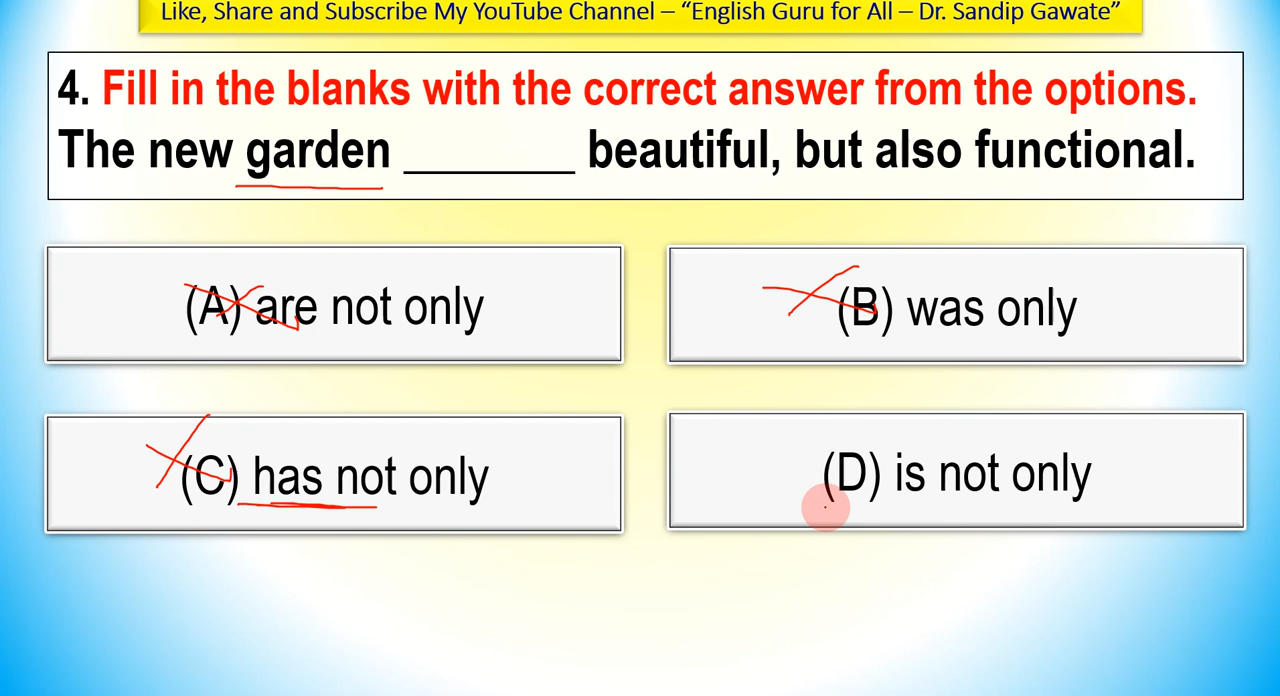 Like, Share and Subscribe My YouTube Channel – “English Guru for All – Dr. Sandip Gawate”
4. Fill in the blanks with the correct answer from the options.
The new garden _______ beautiful, but also functional.
(A) are not only
(B) was only
(C) has not only
(D) is not only